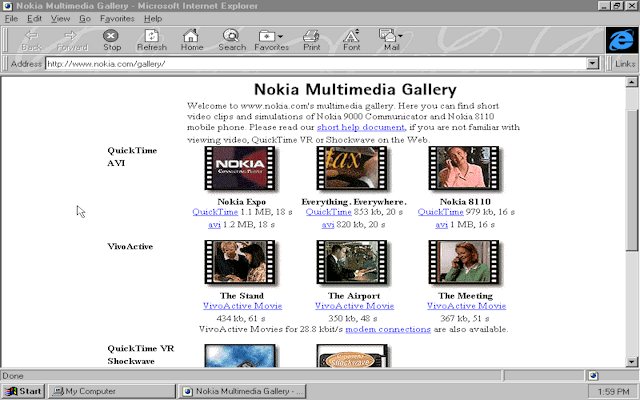 Nokia Multimedia Gallery - Microsoft Internet Explorer
File Edit View Go Favorites Help
Back Forward Stop Refresh Home Search Favorites Print Font Mail
Address http://www.nokia.com/gallery/ Links
Nokia Multimedia Gallery
Welcome to www.nokia.com's multimedia gallery. Here you can find short
video clips and simulations of Nokia 9000 Communicator and Nokia 8110
mobile phone. Please read our short help document, if you are not familiar with
viewing video, QuickTime VR or Shockwave on the Web.
QuickTime
AVI
NOKIA
CONNECTING PEOPLE
fax
Nokia Expo Everything. Everywhere. Nokia 8110
QuickTime 1.1 MB, 18 s QuickTime 853 kb, 20 s QuickTime 979 kb, 16 s
avi 1.2 MB, 18 s avi 820 kb, 20 s avi 1 MB, 16 s
VivoActive
The Stand The Airport The Meeting
VivoActive Movie VivoActive Movie VivoActive Movie
434 kb, 61 s 350 kb, 48 s 367 kb, 51 s
VivoActive Movies for 28.8 kbit/s modem connections are also available.
QuickTime VR
Shockwave
Shockwave
Done
Start My Computer Nokia Multimedia Gallery - ... 1:59 PM